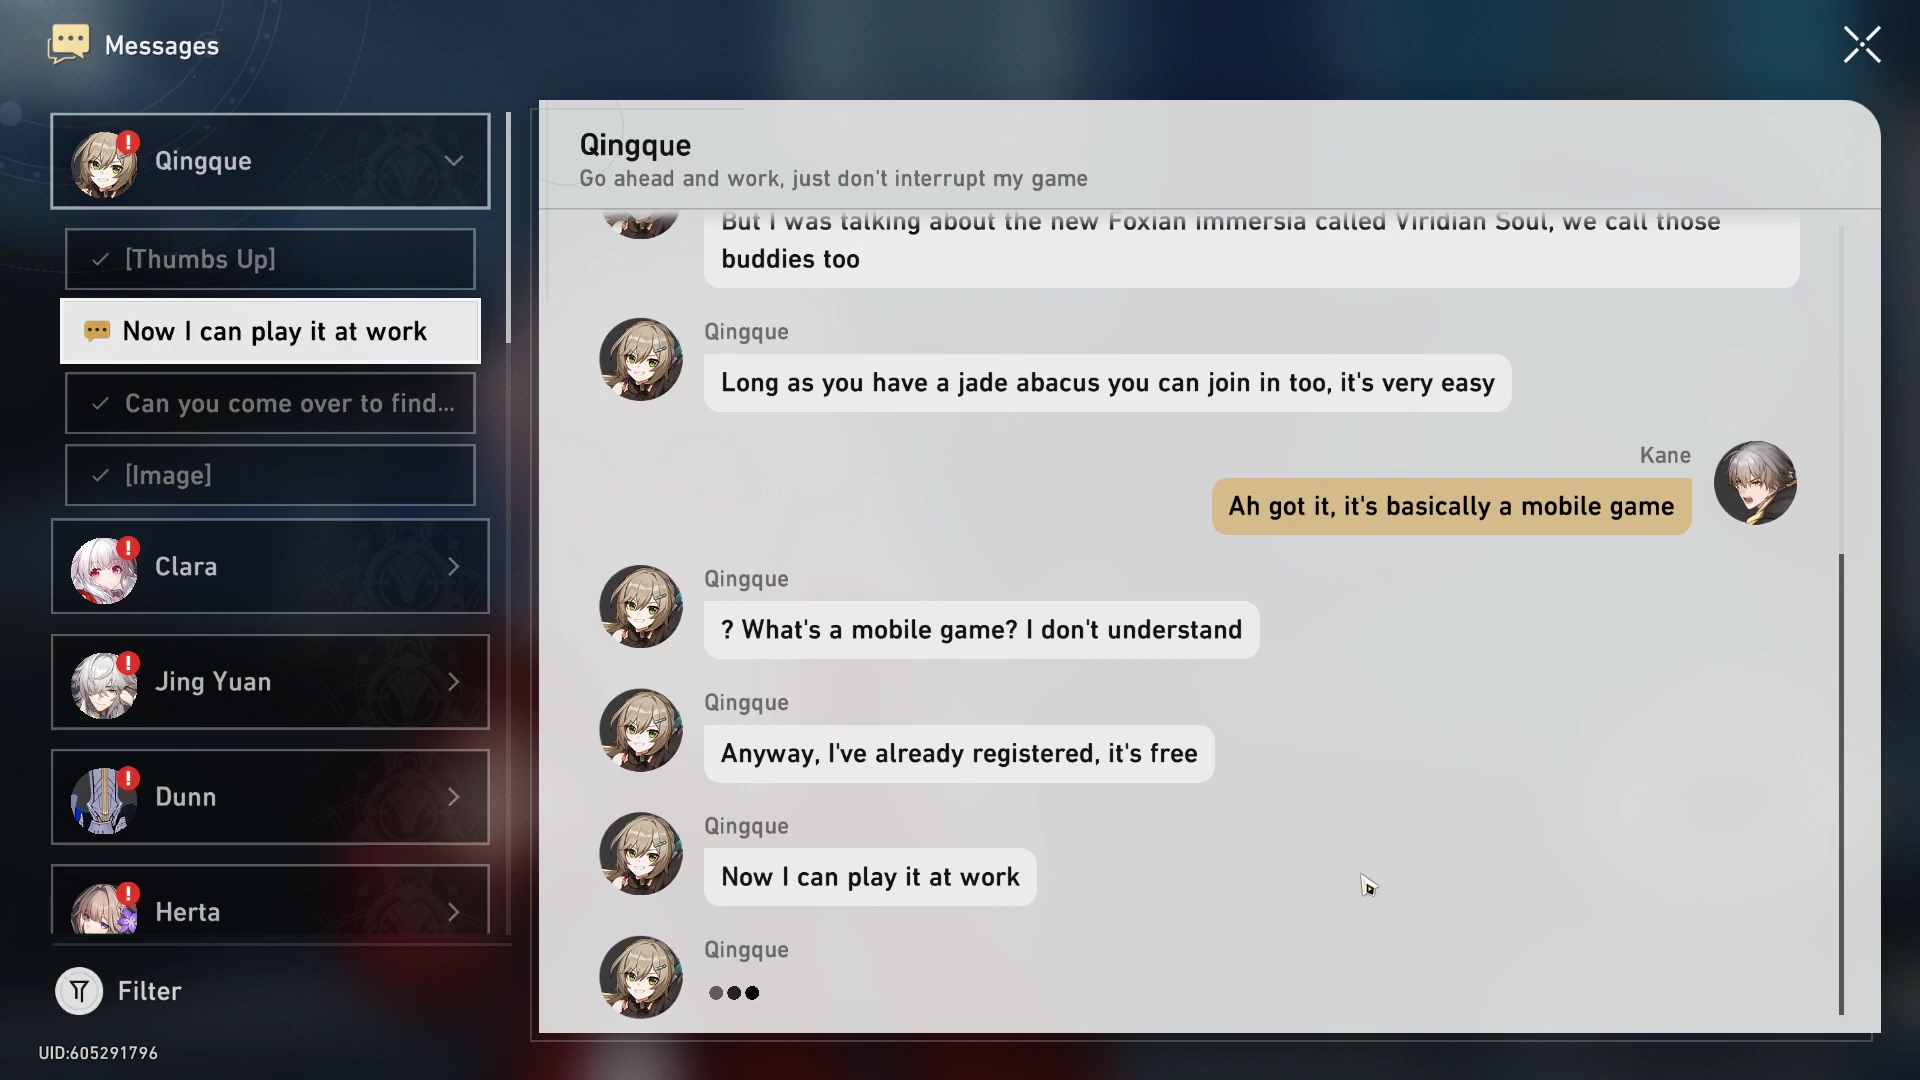 Messages
Qingque
[Thumbs Up]
Now I can play it at work
Can you come over to find...
[Image]
Clara
Jing Yuan
Dunn
Herta
Filter
UID:605291796
Qingque
Go ahead and work, just don't interrupt my game
But I was talking about the new Foxian immersia called Viridian Soul, we call those
buddies too
Qingque
Long as you have a jade abacus you can join in too, it's very easy
Kane
Ah got it, it's basically a mobile game
Qingque
? What's a mobile game? I don't understand
Qingque
Anyway, I've already registered, it's free
Qingque
Now I can play it at work
Qingque